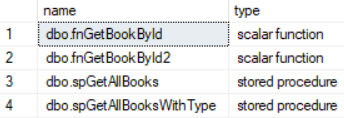 name type
1 dbo.fnGetBookById scalar function
2 dbo.fnGetBookById2 scalar function
3 dbo.spGetAllBooks stored procedure
4 dbo.spGetAllBooksWithType stored procedure